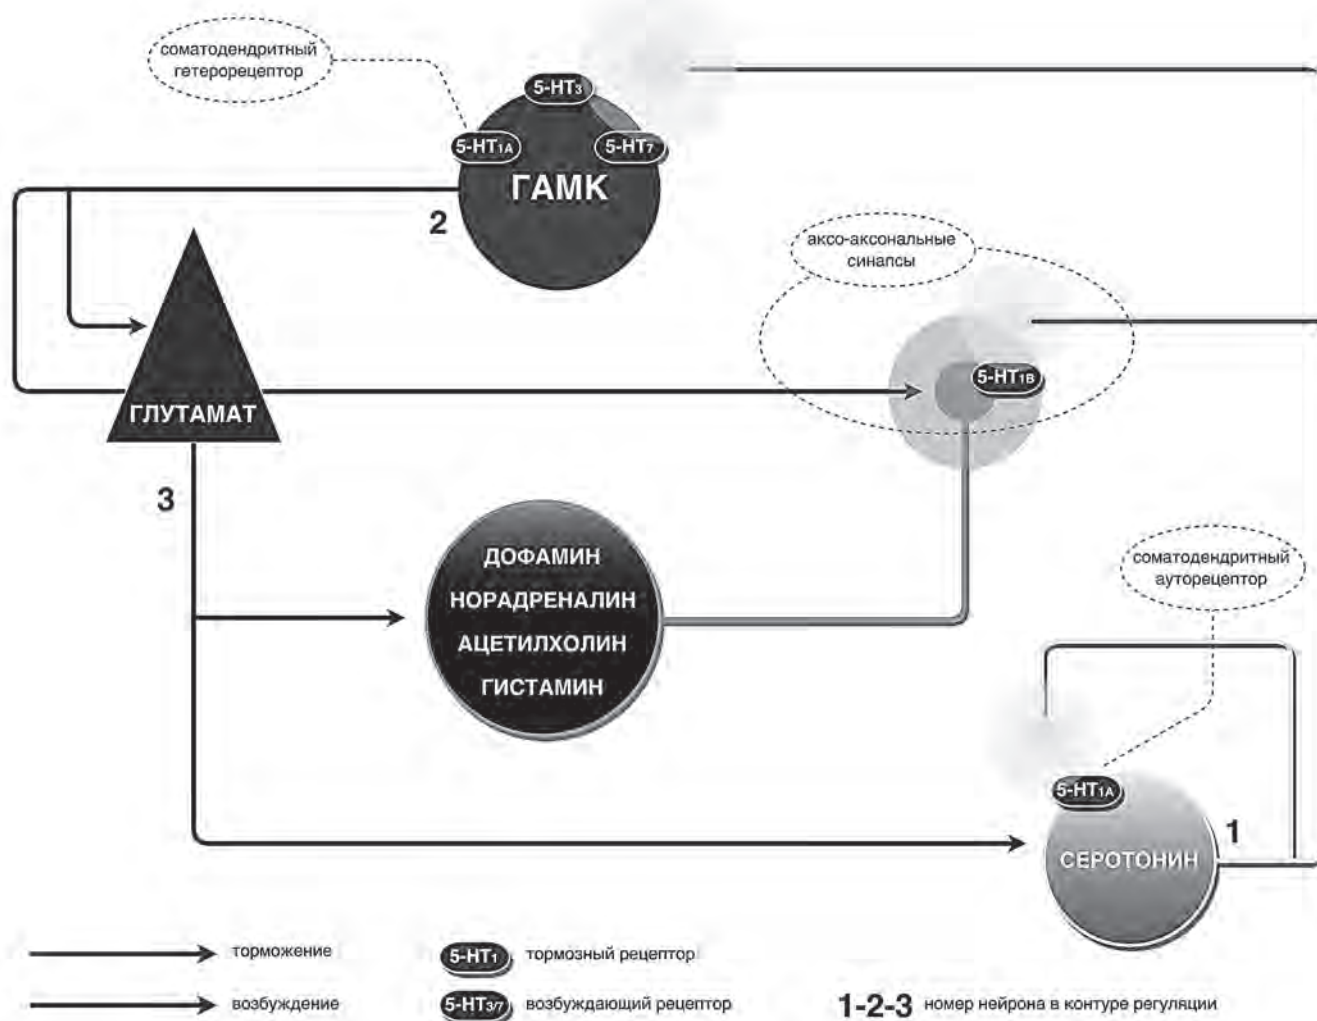 соматодендритный
гетерорецептор
5-HT3
5-HT1A
5-HT7
ГАМК
2
аксо-аксональные
синапсы
5-HT1B
ГЛУТАМАТ
3
ДОФАМИН
НОРАДРЕНАЛИН
АЦЕТИЛХОЛИН
ГИСТАМИН
соматодендритный
ауторецептор
5-HT1A
1
СЕРОТОНИН
торможение
5-HT1 тормозный рецептор
возбуждение
5-HT3/7 возбуждающий рецептор
1-2-3 номер нейрона в контуре регуляции